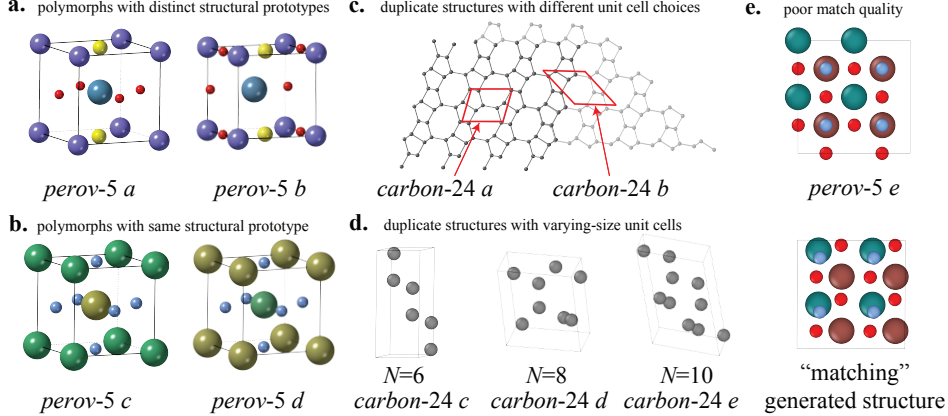 a. polymorphs with distinct structural prototypes
perov-5 a
perov-5 b
b. polymorphs with same structural prototype
perov-5 c
perov-5 d
c. duplicate structures with different unit cell choices
carbon-24 a
carbon-24 b
d. duplicate structures with varying-size unit cells
N=6
carbon-24 c
N=8
carbon-24 d
N=10
carbon-24 e
e. poor match quality
perov-5 e
“matching”
generated structure